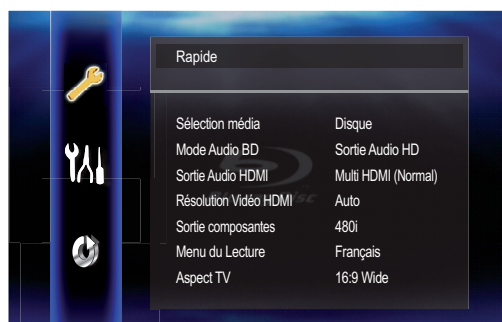 Rapide
Sélection média Disque
Mode Audio BD Sortie Audio HD
Sortie Audio HDMI Multi HDMI (Normal)
Résolution Vidéo HDMI Auto
Sortie composantes 480i
Menu du Lecture Français
Aspect TV 16:9 Wide